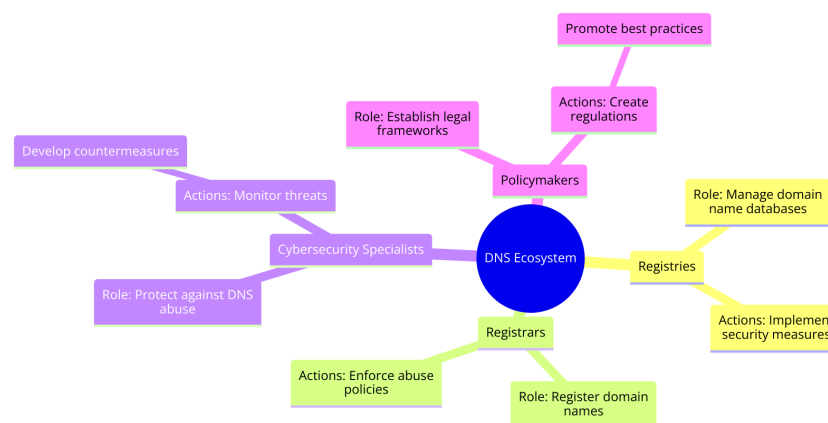 Promote best practices
Actions: Create
regulations
Role: Establish legal
frameworks
Policymakers
Develop countermeasures
Actions: Monitor threats
Cybersecurity Specialists
Role: Protect against DNS
abuse
DNS Ecosystem
Role: Manage domain
name databases
Registries
Actions: Implemen
security measures
Registrars
Actions: Enforce abuse
policies
Role: Register domain
names